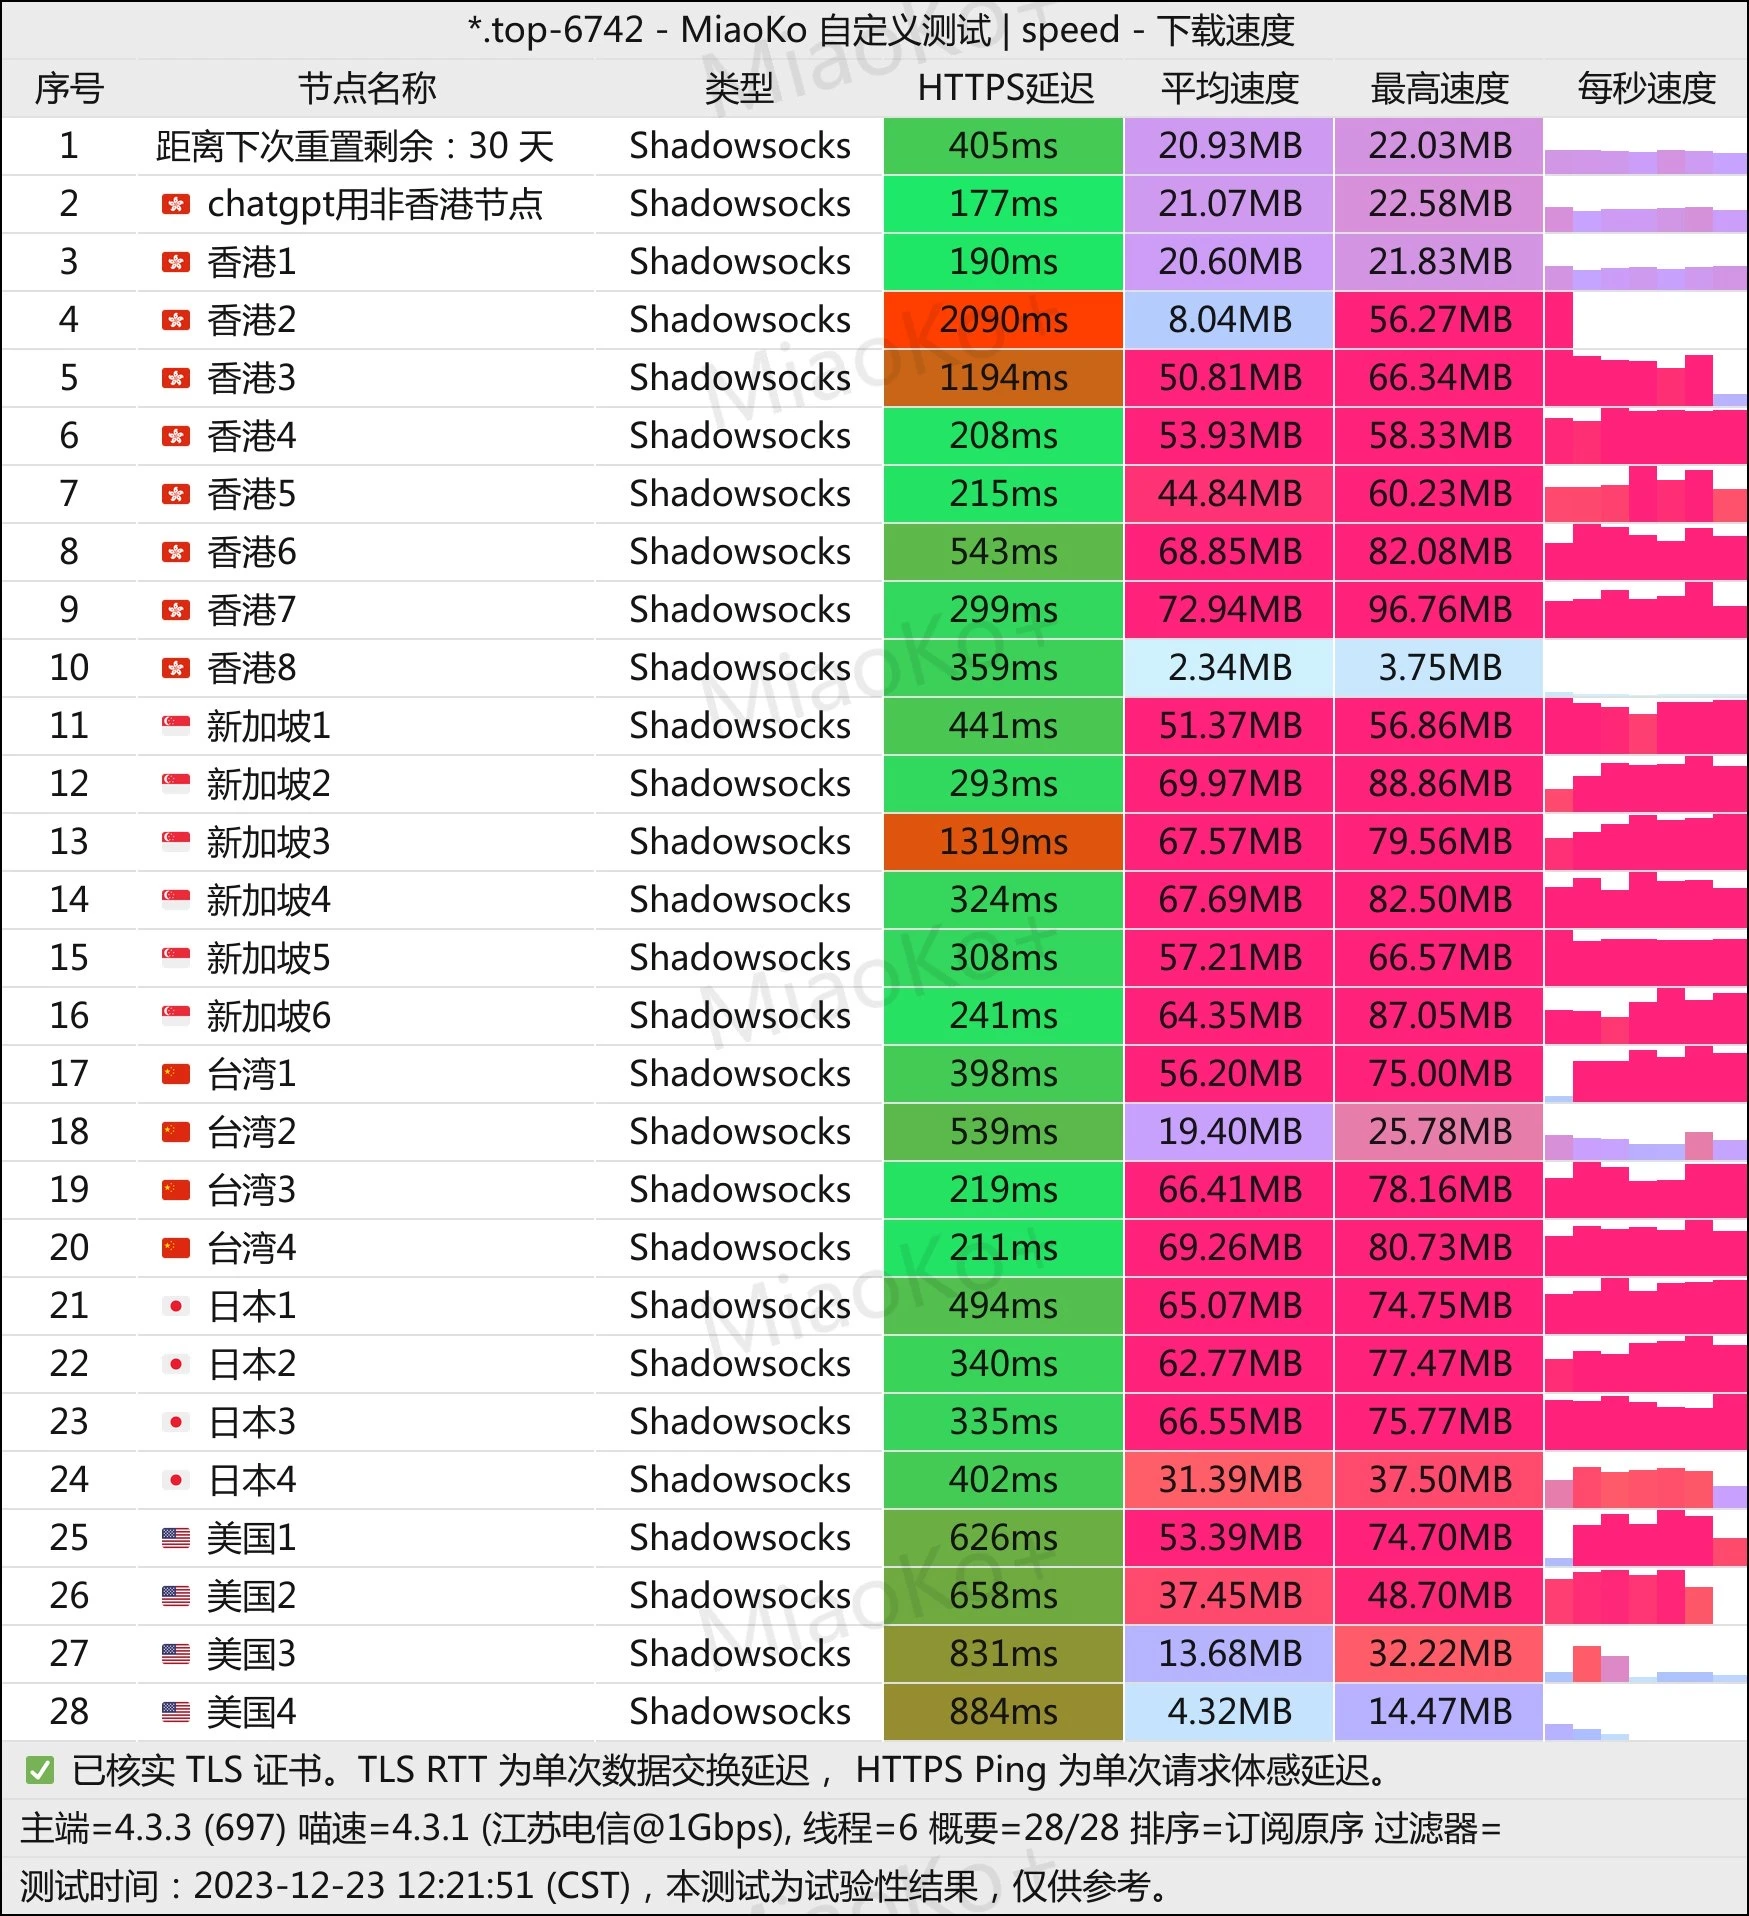 *.top-6742 - MiaoKo 自定义测试 | speed - 下载速度
序号 节点名称 类型 HTTPS延迟 平均速度 最高速度 每秒速度
1 距离下次重置剩余：30 天 Shadowsocks 405ms 20.93MB 22.03MB
2 chatgpt用非香港节点 Shadowsocks 177ms 21.07MB 22.58MB
3 香港1 Shadowsocks 190ms 20.60MB 21.83MB
4 香港2 Shadowsocks 2090ms 8.04MB 56.27MB
5 香港3 Shadowsocks 1194ms 50.81MB 66.34MB
6 香港4 Shadowsocks 208ms 53.93MB 58.33MB
7 香港5 Shadowsocks 215ms 44.84MB 60.23MB
8 香港6 Shadowsocks 543ms 68.85MB 82.08MB
9 香港7 Shadowsocks 299ms 72.94MB 96.76MB
10 香港8 Shadowsocks 359ms 2.34MB 3.75MB
11 新加坡1 Shadowsocks 441ms 51.37MB 56.86MB
12 新加坡2 Shadowsocks 293ms 69.97MB 88.86MB
13 新加坡3 Shadowsocks 1319ms 67.57MB 79.56MB
14 新加坡4 Shadowsocks 324ms 67.69MB 82.50MB
15 新加坡5 Shadowsocks 308ms 57.21MB 66.57MB
16 新加坡6 Shadowsocks 241ms 64.35MB 87.05MB
17 台湾1 Shadowsocks 398ms 56.20MB 75.00MB
18 台湾2 Shadowsocks 539ms 19.40MB 25.78MB
19 台湾3 Shadowsocks 219ms 66.41MB 78.16MB
20 台湾4 Shadowsocks 211ms 69.26MB 80.73MB
21 日本1 Shadowsocks 494ms 65.07MB 74.75MB
22 日本2 Shadowsocks 340ms 62.77MB 77.47MB
23 日本3 Shadowsocks 335ms 66.55MB 75.77MB
24 日本4 Shadowsocks 402ms 31.39MB 37.50MB
25 美国1 Shadowsocks 626ms 53.39MB 74.70MB
26 美国2 Shadowsocks 658ms 37.45MB 48.70MB
27 美国3 Shadowsocks 831ms 13.68MB 32.22MB
28 美国4 Shadowsocks 884ms 4.32MB 14.47MB
✅ 已核实 TLS 证书。TLS RTT 为单次数据交换延迟， HTTPS Ping 为单次请求体感延迟。
主端=4.3.3 (697) 喵速=4.3.1 (江苏电信@1Gbps), 线程=6 概要=28/28 排序=订阅原序 过滤器=
测试时间：2023-12-23 12:21:51 (CST)，本测试为试验性结果，仅供参考。
MiaoKo+
MiaoKo+
MiaoKo+
MiaoKo+
MiaoKo+
MiaoKo+
MiaoKo+